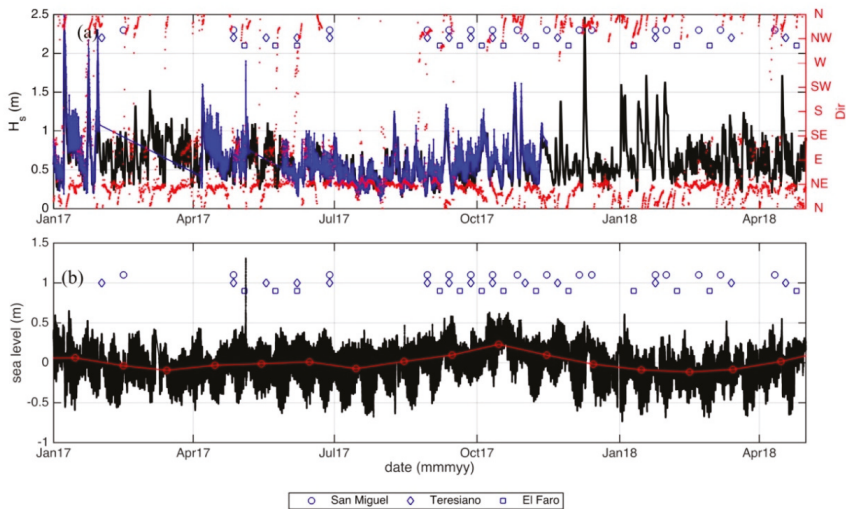 (a)
2.5
2
1.5
1
0.5
0
H_s (m)
N
NW
W
SW
S
SE
E
NE
N
Dir
Jan17 Apr17 Jul17 Oct17 Jan18 Apr18
(b)
1.5
1
0.5
0
-0.5
-1
sea level (m)
Jan17 Apr17 Jul17 Oct17 Jan18 Apr18
date (mmmyy)
San Miguel Teresiano El Faro